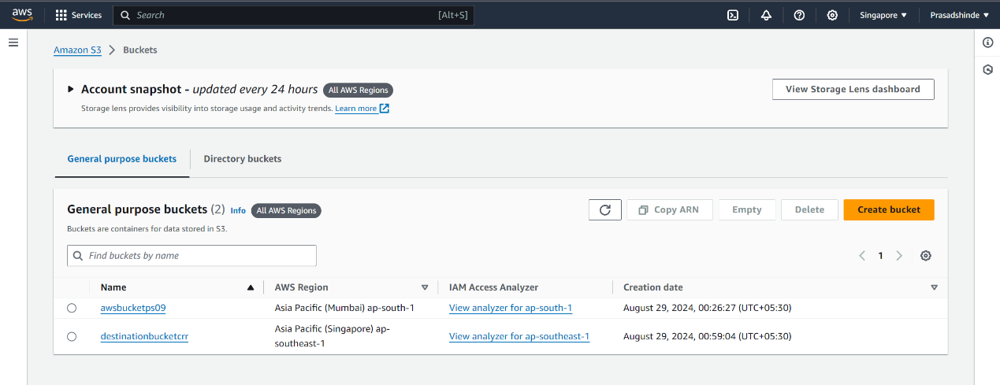 aws Services Search [Alt+S] Singapore ▼ Prasadshinde ▼
Amazon S3 > Buckets
Account snapshot - updated every 24 hours All AWS Regions View Storage Lens dashboard
Storage lens provides visibility into storage usage and activity trends. Learn more
General purpose buckets Directory buckets
General purpose buckets (2) Info All AWS Regions Copy ARN Empty Delete Create bucket
Buckets are containers for data stored in S3.
Find buckets by name < 1 >
Name AWS Region IAM Access Analyzer Creation date
awsbucketps09 Asia Pacific (Mumbai) ap-south-1 View analyzer for ap-south-1 August 29, 2024, 00:26:27 (UTC+05:30)
Asia Pacific (Singapore) ap-
destinationbucketcrr View analyzer for ap-southeast-1 August 29, 2024, 00:59:04 (UTC+05:30)
southeast-1